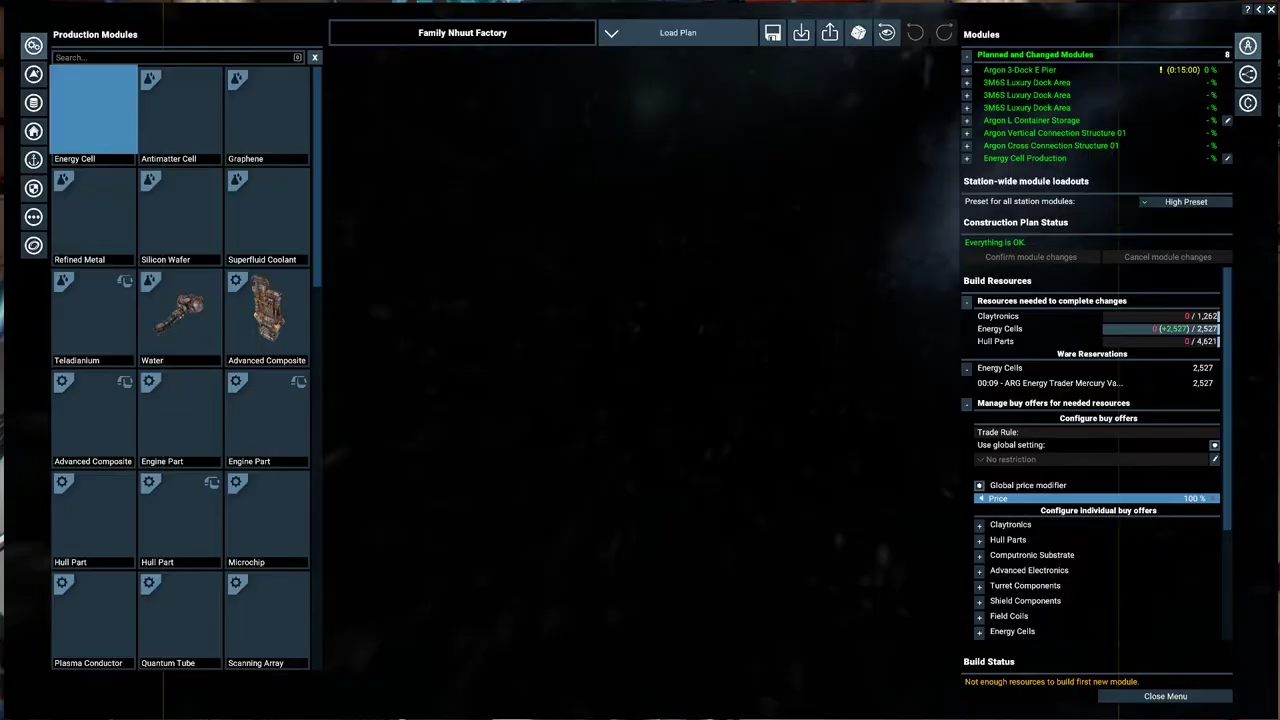 Production Modules
Search...
x
Energy Cell
Antimatter Cell
Graphene
Refined Metal
Silicon Wafer
Superfluid Coolant
Teladianium
Water
Advanced Composite
Advanced Composite
Engine Part
Engine Part
Hull Part
Hull Part
Microchip
Plasma Conductor
Quantum Tube
Scanning Array
Family Nhuut Factory
Load Plan
? < X
Modules
- Planned and Changed Modules 8
+ Argon 3-Dock E Pier ! (0:15:00) 0 %
+ 3M6S Luxury Dock Area - %
+ 3M6S Luxury Dock Area - %
+ 3M6S Luxury Dock Area - %
+ Argon L Container Storage - %
+ Argon Vertical Connection Structure 01 - %
+ Argon Cross Connection Structure 01 - %
+ Energy Cell Production - %
Station-wide module loadouts
Preset for all station modules: High Preset
Construction Plan Status
Everything is OK.
Confirm module changes Cancel module changes
Build Resources
- Resources needed to complete changes
Claytronics 0 / 1,262
Energy Cells 0 (+2,527) / 2,527
Hull Parts 0 / 4,621
Ware Reservations
- Energy Cells 2,527
00:09 - ARG Energy Trader Mercury Va... 2,527
- Manage buy offers for needed resources
Configure buy offers
Trade Rule:
Use global setting:
No restriction
Global price modifier
Price 100 %
Configure individual buy offers
+ Claytronics
+ Hull Parts
+ Computronic Substrate
+ Advanced Electronics
+ Turret Components
+ Shield Components
+ Field Coils
+ Energy Cells
Build Status
Not enough resources to build first new module.
Close Menu